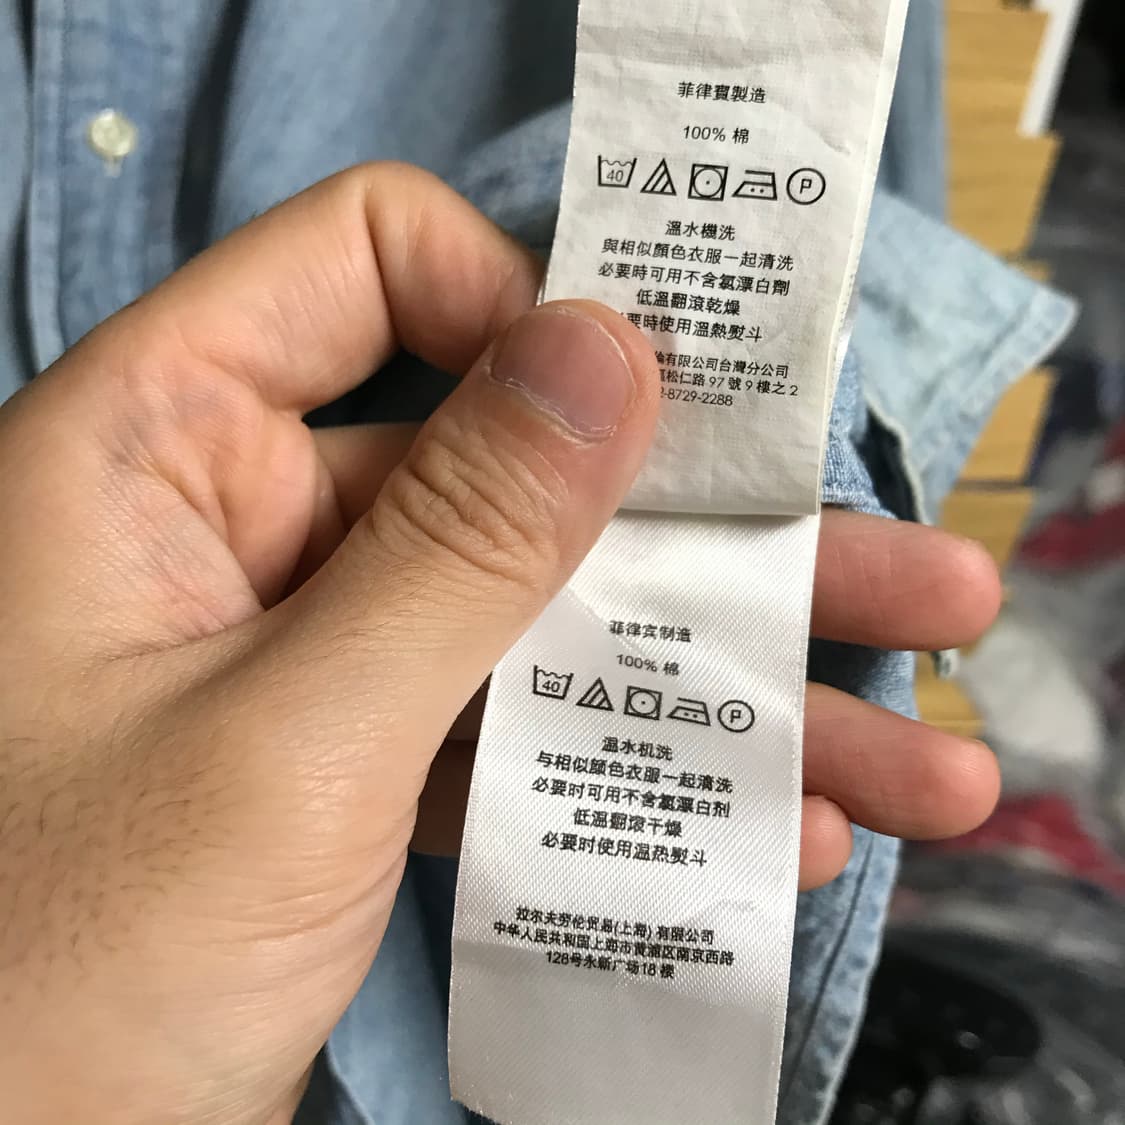 菲律賓製造
100% 棉
40
P
溫水機洗
與相似顏色衣服一起清洗
必要時可用不含氯漂白劑
低溫翻滾乾燥
要時使用溫熱熨斗
有限公司台灣分公司
松仁路 97 號 9 樓之 2
-8729-2288
菲律宾制造
100% 棉
40
P
温水机洗
与相似颜色衣服一起清洗
必要时可用不含氯漂白剂
低温翻滚干燥
必要时使用温热熨斗
拉尔夫劳伦贸易(上海) 有限公司
中华人民共和国上海市黄浦区南京西路
128号永新广场18 楼